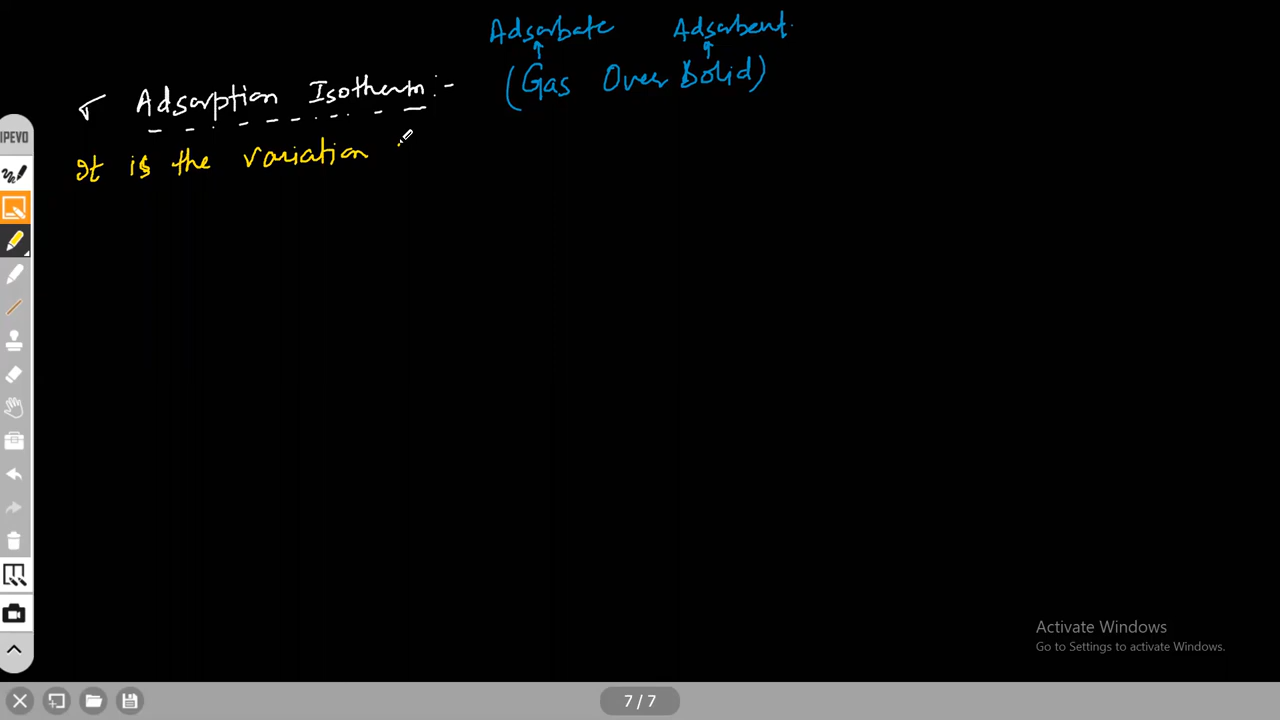 Adsorbate Adsorbent.
(Gas Over Solid)
Adsorption Isotherm :-
It is the variation
IPEVO
Activate Windows
Go to Settings to activate Windows.
7 / 7